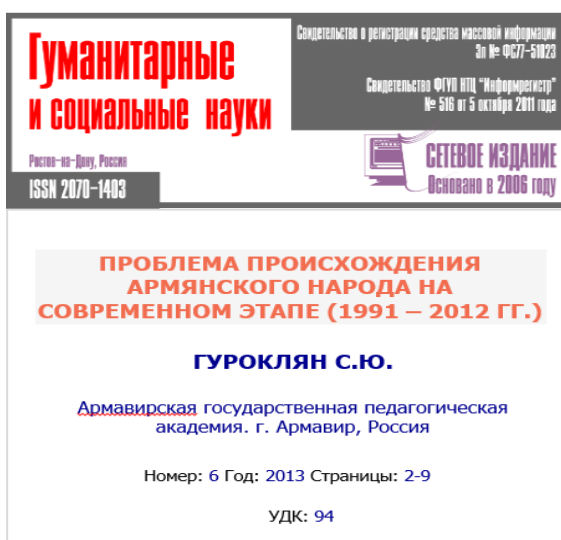 Гуманитарные
и социальные науки
Ростов-на-Дону, Россия
ISSN 2070-1403
Свидетельство о регистрации средства массовой информации
Эл № ФС77-51023
Свидетельство ФГУП НТЦ "Информрегистр"
№ 516 от 5 октября 2011 года
СЕТЕВОЕ ИЗДАНИЕ
Основано в 2006 году
ПРОБЛЕМА ПРОИСХОЖДЕНИЯ
АРМЯНСКОГО НАРОДА НА
СОВРЕМЕННОМ ЭТАПЕ (1991 – 2012 ГГ.)
ГУРОКЛЯН С.Ю.
Армавирская государственная педагогическая
академия. г. Армавир, Россия
Номер: 6 Год: 2013 Страницы: 2-9
УДК: 94